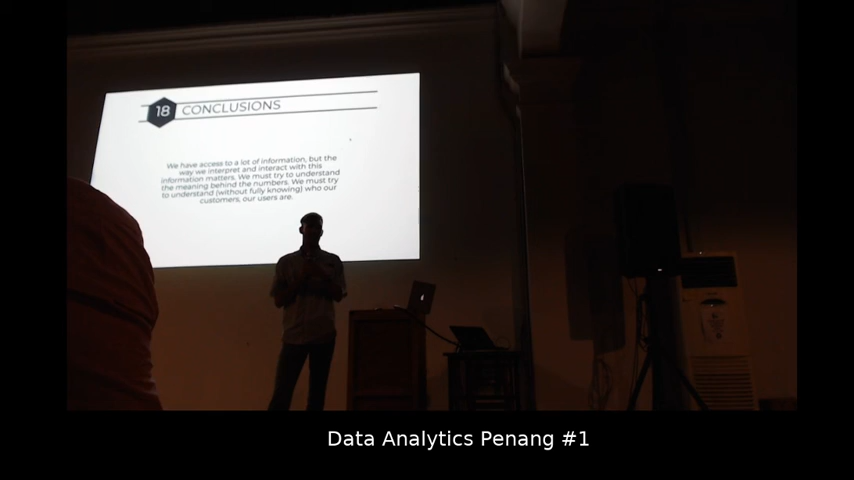 18 CONCLUSIONS
We have access to a lot of information, but the
way we interpret and interact with this
information matters. We must try to understand
the meaning behind the numbers. We must try
to understand (without fully knowing) who our
customers, our users are.
Data Analytics Penang #1